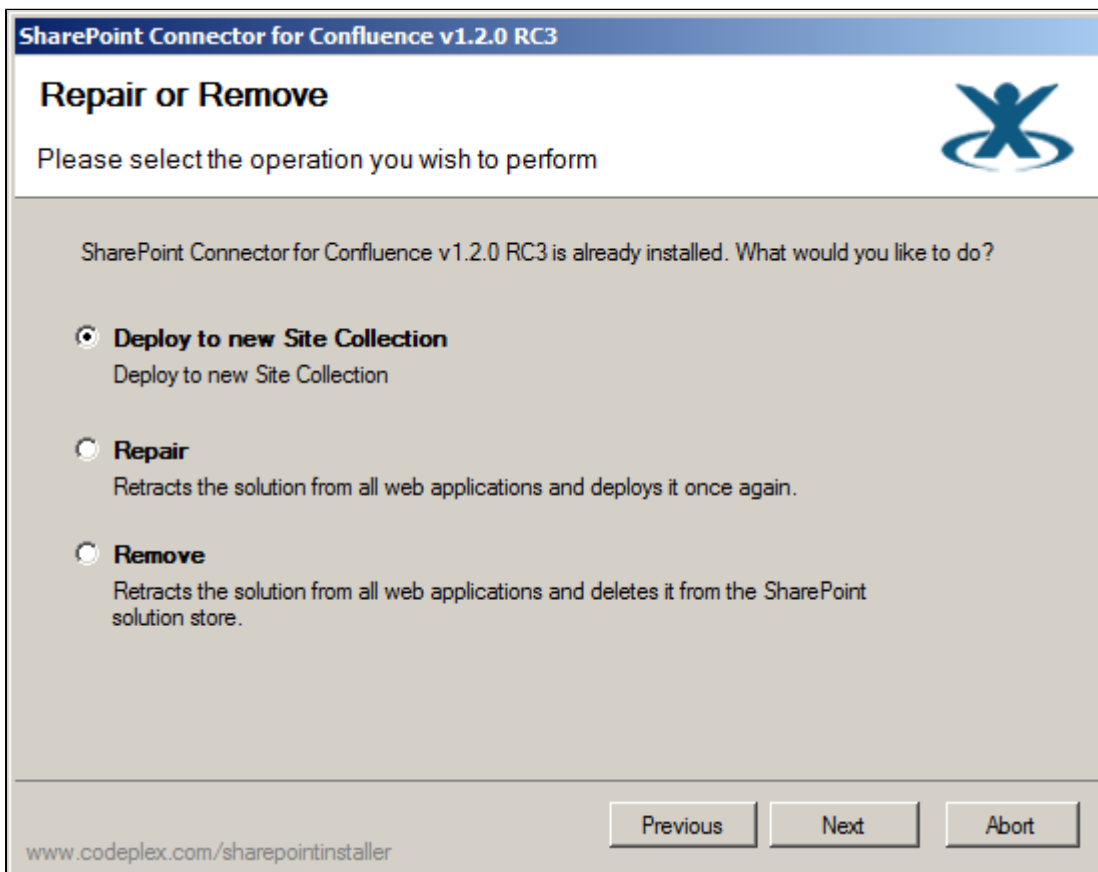 SharePoint Connector for Confluence v1.2.0 RC3
Repair or Remove
Please select the operation you wish to perform
SharePoint Connector for Confluence v1.2.0 RC3 is already installed. What would you like to do?
Deploy to new Site Collection
Deploy to new Site Collection
Repair
Retracts the solution from all web applications and deploys it once again.
Remove
Retracts the solution from all web applications and deletes it from the SharePoint
solution store.
Previous Next Abort
www.codeplex.com/sharepointinstaller